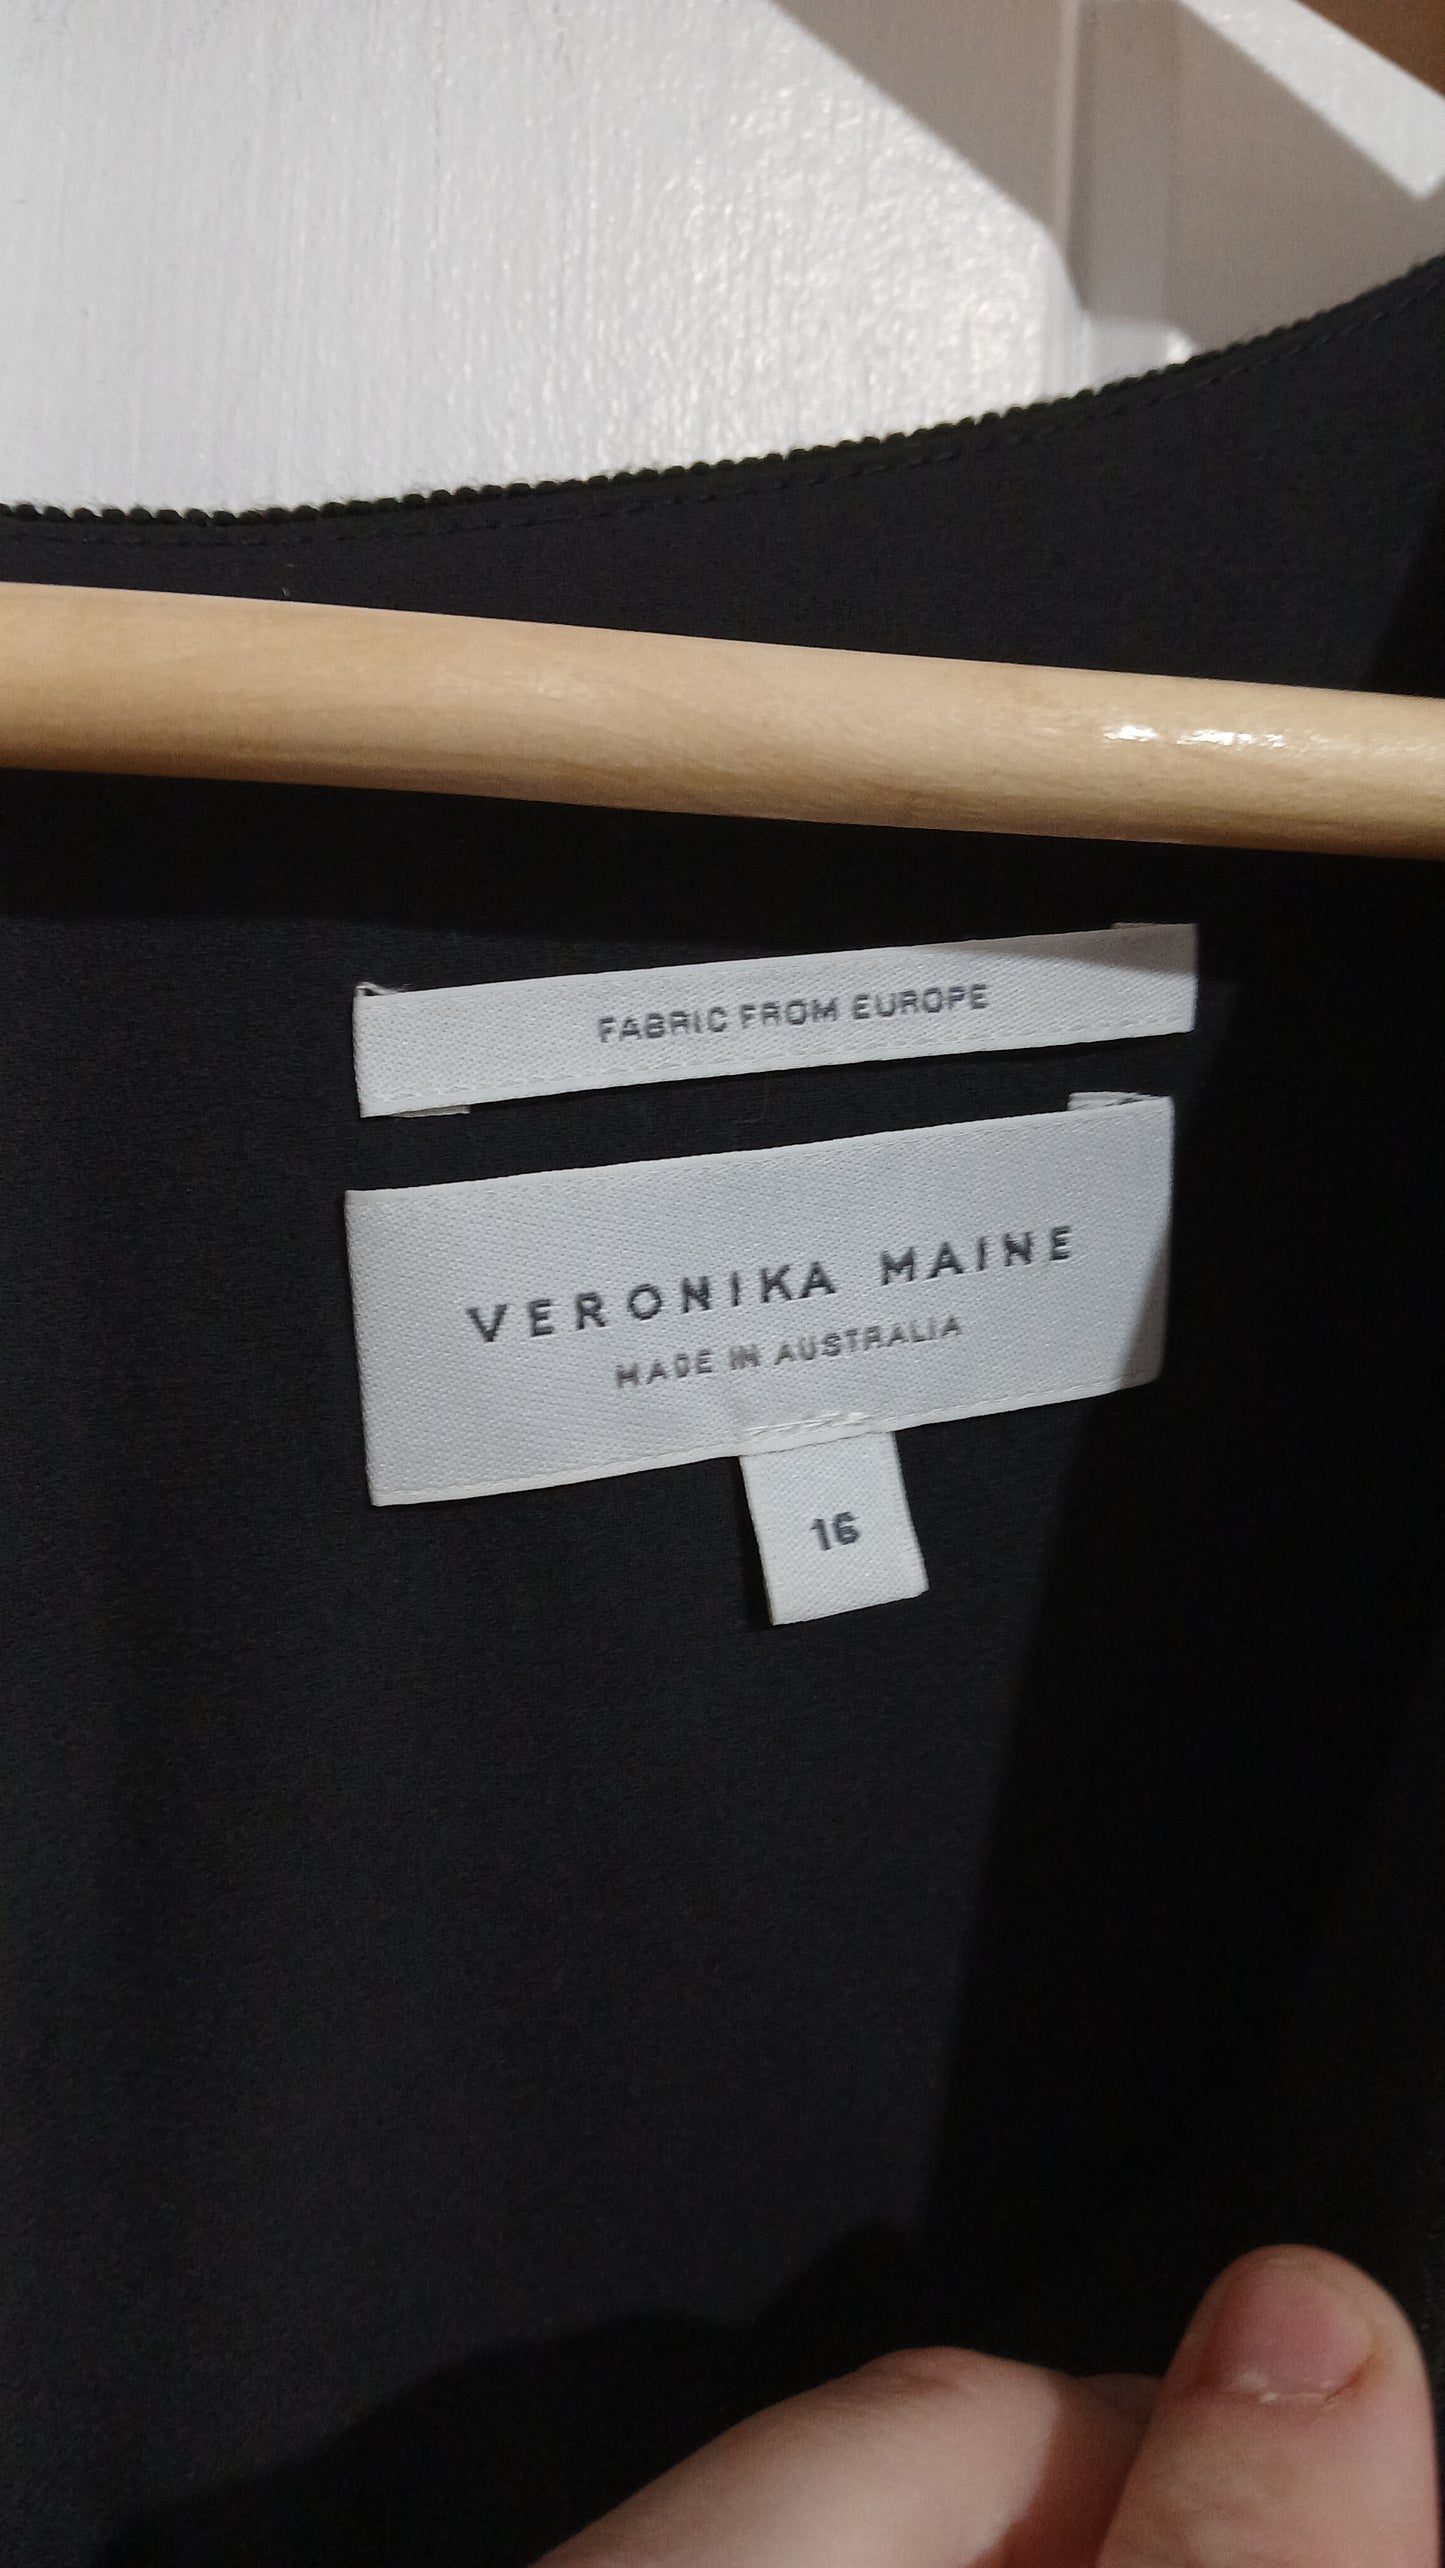 FABRIC FROM EUROPE
VERONIKA MAINE
MADE IN AUSTRALIA
16